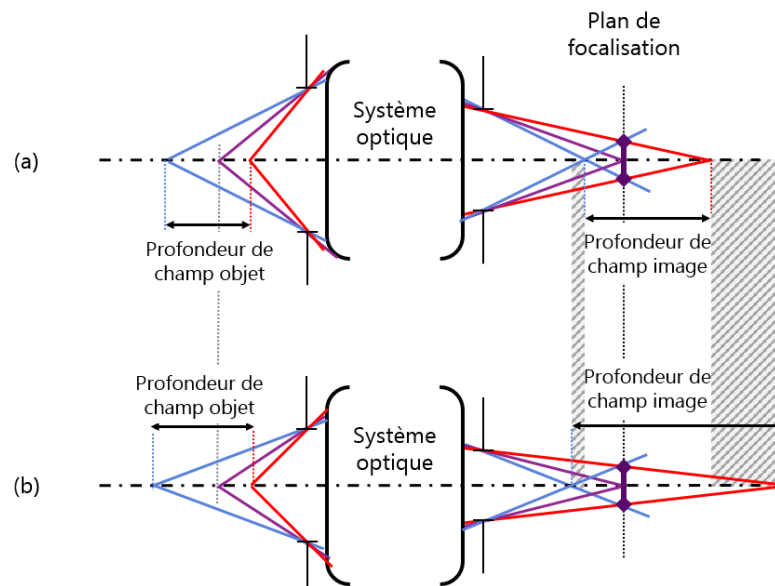 Plan de
focalisation
Système
optique
(a)
Profondeur de
champ objet
Profondeur de
champ image
Profondeur de
champ objet
Profondeur de
champ image
Système
optique
(b)